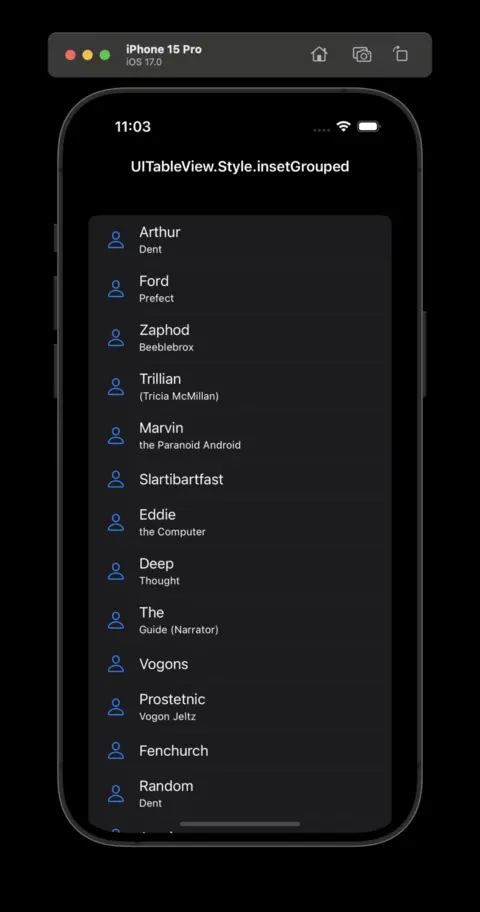 iPhone 15 Pro
iOS 17.0
11:03
UITableView.Style.insetGrouped
Arthur
Dent
Ford
Prefect
Zaphod
Beeblebrox
Trillian
(Tricia McMillan)
Marvin
the Paranoid Android
Slartibartfast
Eddie
the Computer
Deep
Thought
The
Guide (Narrator)
Vogons
Prostetnic
Vogon Jeltz
Fenchurch
Random
Dent